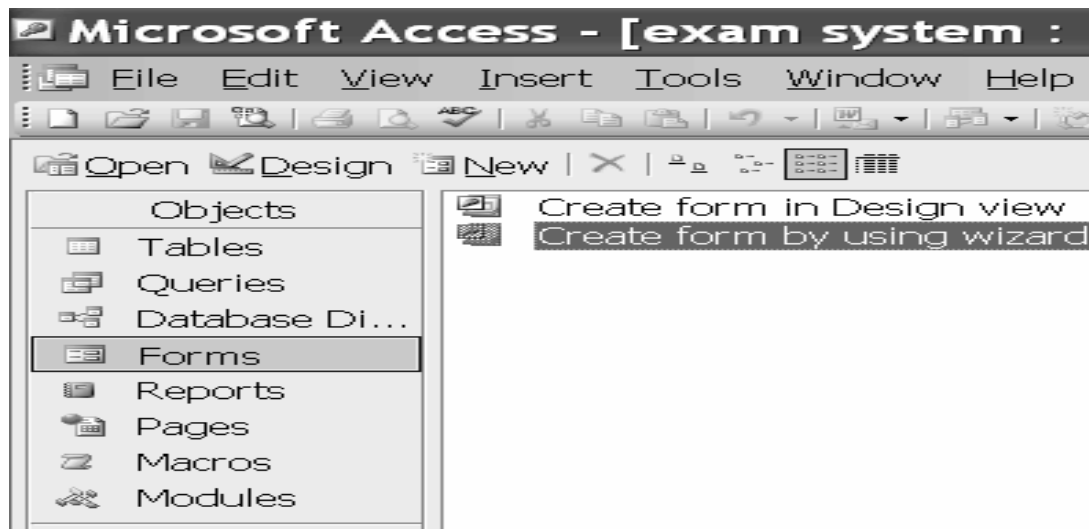 Microsoft Access - [exam system :
File Edit View Insert Tools Window Help
ABC W
Open Design New
Objects
Tables
Queries
Database Di...
Forms
Reports
Pages
Macros
Modules
Create form in Design view
Create form by using wizard